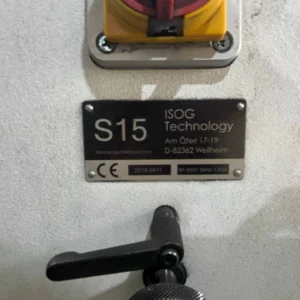 S15
ISOG
Technology
Am Öferl 17-19
D-82362 Weilheim
CE